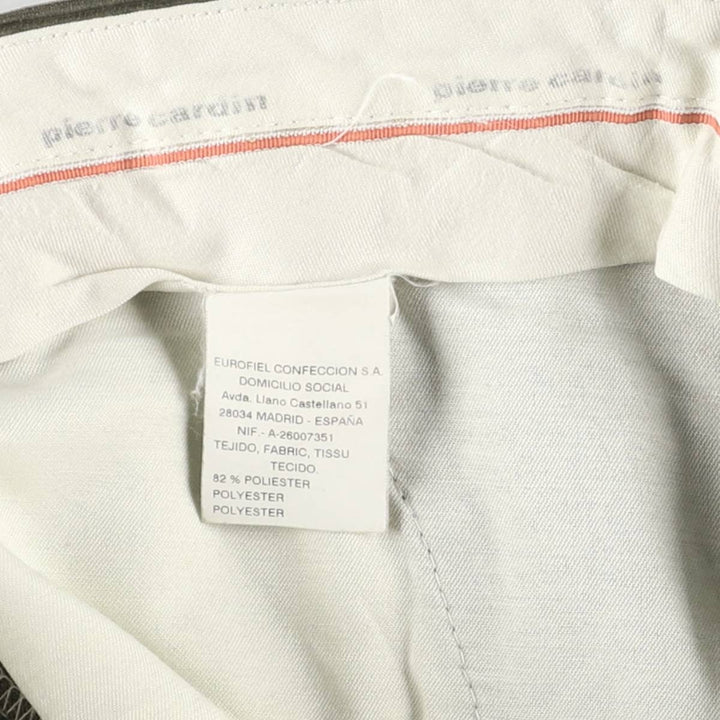 pierre cardin pierre cardin
EUROFIEL CONFECCION S.A.
DOMICILIO SOCIAL
Avda. Llano Castellano 51
28034 MADRID - ESPAÑA
NIF.- A-26007351
TEJIDO, FABRIC, TISSU
TECIDO.
82 % POLIESTER
POLYESTER
POLYESTER